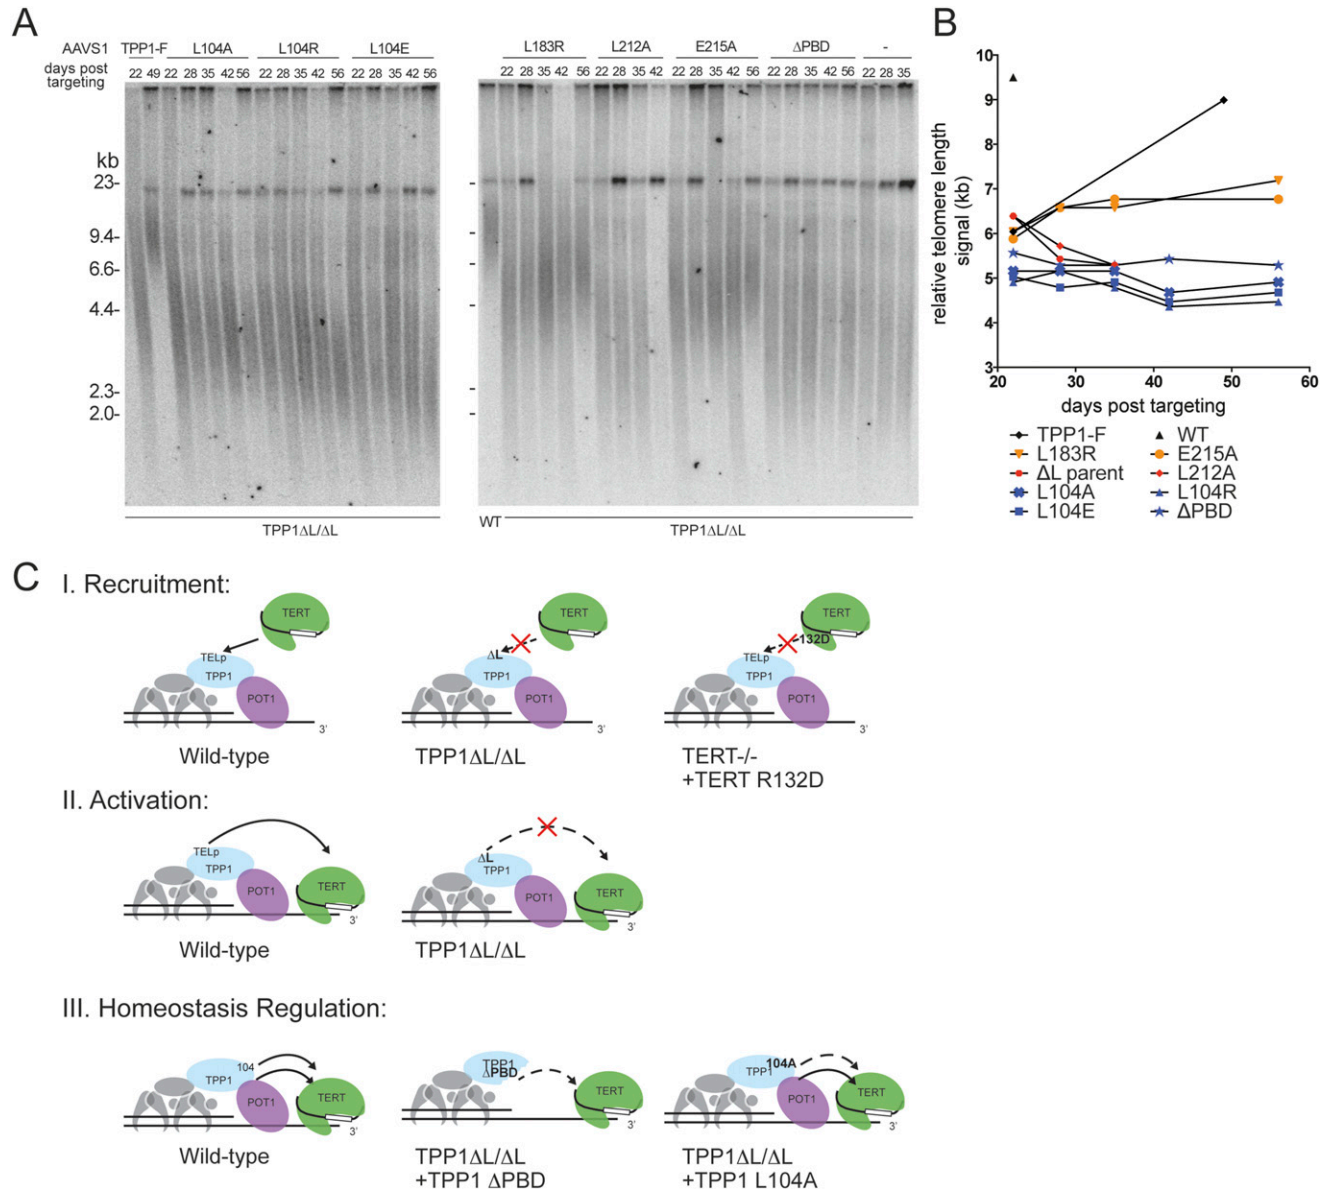 A
AAVS1 TPP1-F L104A L104R L104E
days post targeting 22 49 22 28 35 42 56 22 28 35 42 56 22 28 35 42 56
L183R L212A E215A ΔPBD -
22 28 35 42 56 22 28 35 42 22 28 35 42 56 22 28 35 42 56 22 28 35
kb
23-
9.4-
6.6-
4.4-
2.3-
2.0-
TPP1ΔL/ΔL
WT TPP1ΔL/ΔL
B
relative telomere length
signal (kb)
10
9
8
7
6
5
4
3
20 30 40 50 60
days post targeting
TPP1-F WT
L183R E215A
ΔL parent L212A
L104A L104R
L104E ΔPBD
C
I. Recruitment:
TERT
TELp
TPP1
POT1
3'
Wild-type
TERT
ΔL
TPP1
POT1
3'
TPP1ΔL/ΔL
TERT
132D
TELp
TPP1
POT1
3'
TERT-/-
+TERT R132D
II. Activation:
TELp
TPP1
POT1
TERT
3'
Wild-type
ΔL
TPP1
POT1
TERT
3'
TPP1ΔL/ΔL
III. Homeostasis Regulation:
104
TPP1
POT1
TERT
3'
Wild-type
TPP1
ΔPBD
TERT
3'
TPP1ΔL/ΔL
+TPP1 ΔPBD
104A
TPP1
POT1
TERT
3'
TPP1ΔL/ΔL
+TPP1 L104A